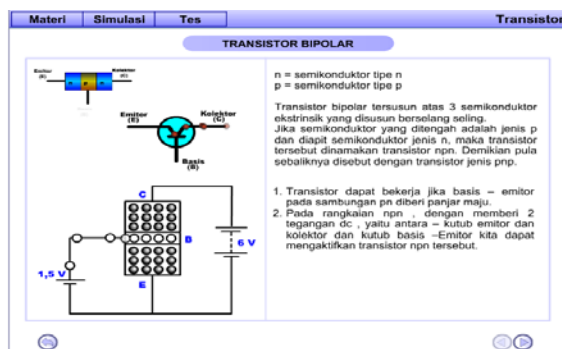 Materi
Simulasi
Tes
Transistor
TRANSISTOR BIPOLAR
Emitor
(E)
Kolektor
(C)
n p n
Emitor
(E)
Kolektor
(C)
Basis
(B)
C
B
E
1,5 V
6 V
n = semikonduktor tipe n
p = semikonduktor tipe p
Transistor bipolar tersusun atas 3 semikonduktor
ekstrinsik yang disusun berselang seling.
Jika semikonduktor yang ditengah adalah jenis p
dan diapit semikonduktor jenis n, maka transistor
tersebut dinamakan transistor npn. Demikian pula
sebaliknya disebut dengan transistor jenis pnp.
1. Transistor dapat bekerja jika basis – emitor
pada sambungan pn diberi panjar maju.
2. Pada rangkaian npn , dengan memberi 2
tegangan dc , yaitu antara – kutub emitor dan
kolektor dan kutub basis –Emitor kita dapat
mengaktifkan transistor npn tersebut.